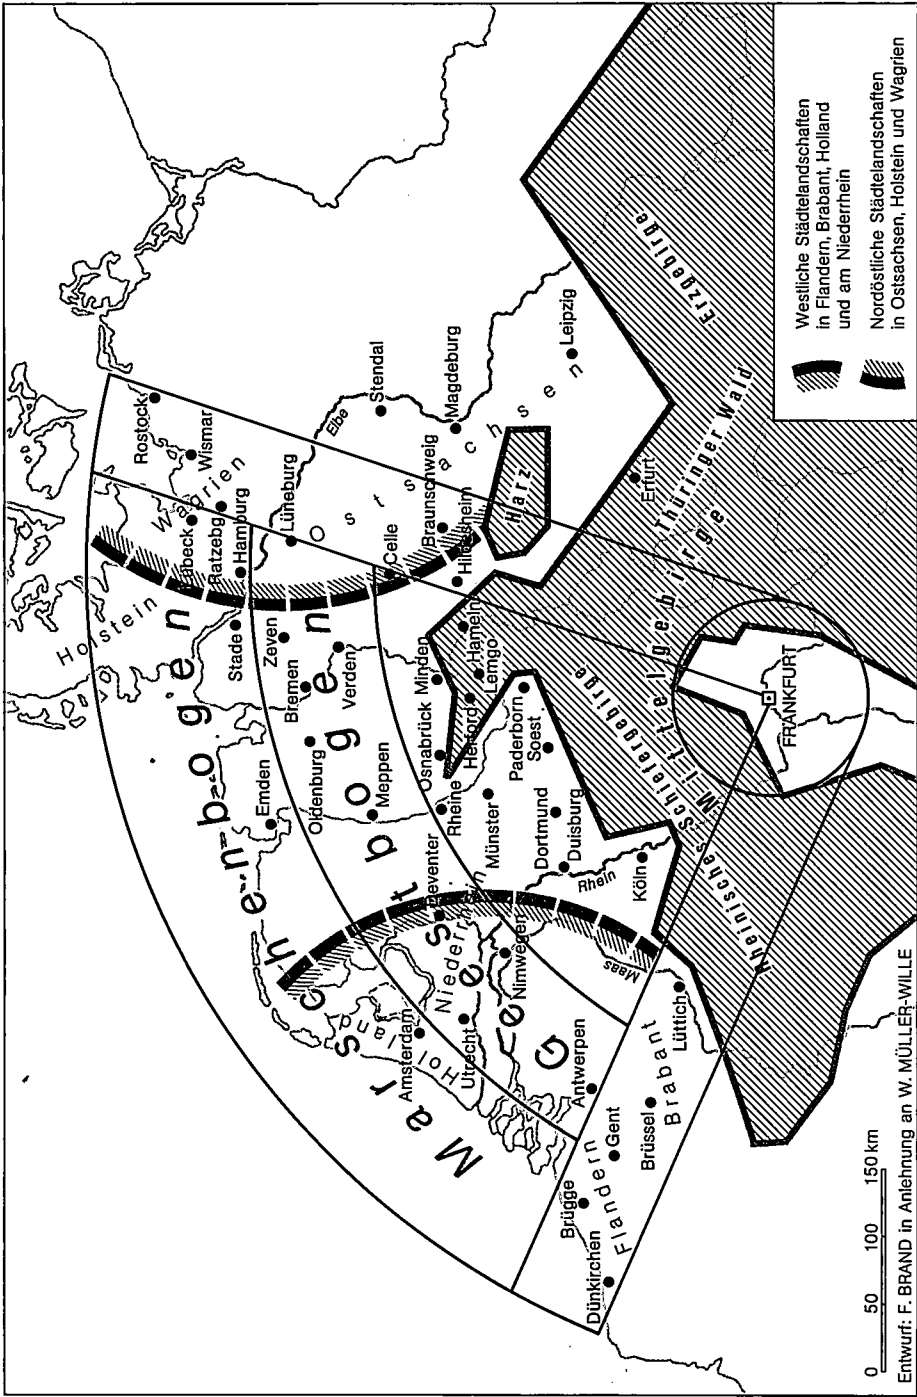 Marschenbogen
Geestbogen
Holstein
Wagrien
Rostock
Wismar
Lübeck
Ratzebg
Hamburg
Stade
Lüneburg
Zeven
Bremen
Verden
Celle
Elbe
Stendal
Magdeburg
Ostsachsen
Leipzig
Braunschweig
Hildesheim
Harz
Emden
Oldenburg
Meppen
Osnabrück
Minden
Hameln
Lemgo
Herford
Paderborn
Soest
Rheine
Münster
Dortmund
Duisburg
Rhein
Köln
Deventer
Niederrhein
Nimwegen
Maas
Holland
Amsterdam
Utrecht
Antwerpen
Brabant
Lüttich
Brüssel
Gent
Flandern
Brügge
Dünkirchen
Erfurt
Thüringer Wald
Erzgebirge
Mittelgebirge
Rheinisches Schiefergebirge
FRANKFURT
Westliche Städtelandschaften
in Flandern, Brabant, Holland
und am Niederrhein
Nordöstliche Städtelandschaften
in Ostsachsen, Holstein und Wagrien
0 50 100 150 km
Entwurf: F. BRAND in Anlehnung an W. MÜLLER-WILLE